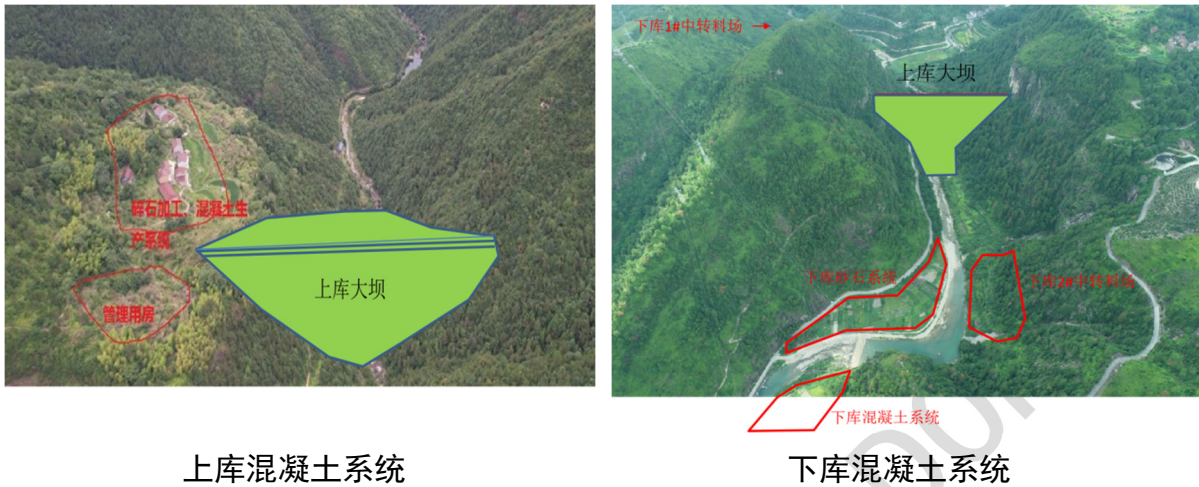 碎石加工、混凝土生
产系统
管理用房
上库大坝
下库1#中转料场
上库大坝
下库砂石系统
下库2#中转料场
下库混凝土系统
上库混凝土系统
下库混凝土系统